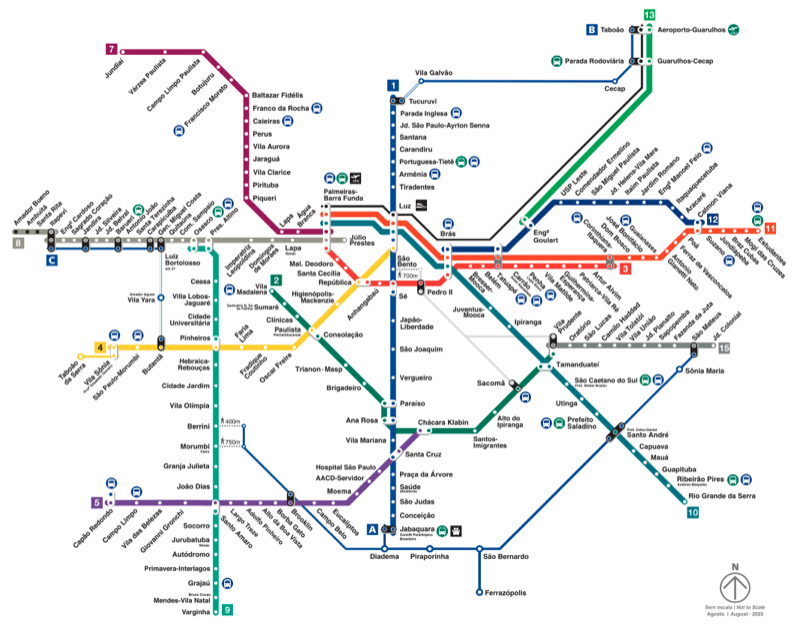 13
B
Taboão
Aeroporto-Guarulhos
7
Parada Rodoviária
Guarulhos-Cecap
Jundiaí
Várzea Paulista
Campo Limpo Paulista
Botujuru
Francisco Morato
Vila Galvão
Cecap
1
Tucuruvi
Baltazar Fidélis
Franco da Rocha
Caieiras
Perus
Vila Aurora
Jaraguá
Vila Clarice
Pirituba
Piqueri
Parada Inglesa
Jd. São Paulo-Ayrton Senna
Santana
Carandiru
Portuguesa-Tietê
Armênia
Tiradentes
USP Leste
Comendador Ermelino
São Miguel Paulista
Jd. Helena-Vila Mara
Itaim Paulista
Jardim Romano
Engº Manoel Feio
Itaquaquecetuba
Aracaré
Calmon Viana
12
11
Palmeiras-
Barra Funda
Luz
Brás
Engº
Goulart
Lapa
Água
Branca
Amador Bueno
Ambuitá
Santa Rita
Itapevi
Engº Cardoso
Sagrado Coração
Jandira
Jd. Silveira
Jd. Belval
Barueri
Antonio João
Santa Terezinha
Carapicuíba
Gen. Miguel Costa
Quitaúna
Com. Sampaio
Osasco
Pres. Altino
8
C
Imperatriz
Leopoldina
Domingos
de Moraes
Lapa
Júlio
Prestes
Corinthians-
Itaquera
Dom Bosco
José Bonifácio
Guaianases
Antonio
Gianetti Neto
Ferraz de Vasconcelos
Poá
Suzano
Jundiapeba
Braz Cubas
Mogi das Cruzes
Estudantes
3
Luiz
Bortolosso
Vila Yara
Ceasa
Villa Lobos-
Jaguaré
Cidade
Universitária
Pinheiros
Hebraica-
Rebouças
Cidade Jardim
Vila Olímpia
Berrini
400m
Morumbi
750m
Granja Julieta
João Dias
Mal. Deodoro
Santa Cecília
República
Higienópolis-
Mackenzie
Anhangabaú
São
Bento
700m
Pedro II
Sé
Bresser-
Mooca
Belém
Tatuapé
Carrão
Penha
Vila Matilde
Guilhermina-
Esperança
Patriarca-Vila Ré
Artur Alvim
2
Vila
Madalena
Sumaré
Clínicas
Paulista
Consolação
Trianon- Masp
Brigadeiro
Juventus-
Mooca
Ipiranga
Vila
Prudente
Oratório
São Lucas
Camilo Haddad
Vila Tolstói
Vila União
Jd. Planalto
Sapopemba
Fazenda da Juta
São Mateus
Jd. Colonial
15
4
Taboão
da Serra
Vila Sônia
São Paulo-Morumbi
Butantã
Faria
Lima
Fradique
Coutinho
Oscar Freire
Japão-
Liberdade
São Joaquim
Vergueiro
Paraíso
Ana Rosa
Chácara Klabin
Vila Mariana
Santa Cruz
Praça da Árvore
Saúde
São Judas
Conceição
A
Jabaquara
Sacomã
Tamanduateí
Alto do
Ipiranga
Santos-
Imigrantes
Sônia Maria
São Caetano do Sul
Utinga
Prefeito
Saladino
Santo André
Capuava
Mauá
Guapituba
Ribeirão Pires
Rio Grande da Serra
10
Hospital São Paulo
AACD-Servidor
Moema
Eucaliptos
Campo Belo
Brooklin
Borba Gato
Alto da Boa Vista
Adolfo Pinheiro
Largo Treze
Santo Amaro
5
Capão Redondo
Campo Limpo
Vila das Belezas
Giovanni Gronchi
Socorro
Jurubatuba
Autódromo
Primavera-Interlagos
Grajaú
Mendes-Vila Natal
Varginha
9
Diadema
Piraporinha
São Bernardo
Ferrazópolis
N
Sem escala | Not to Scale
Agosto | August - 2025